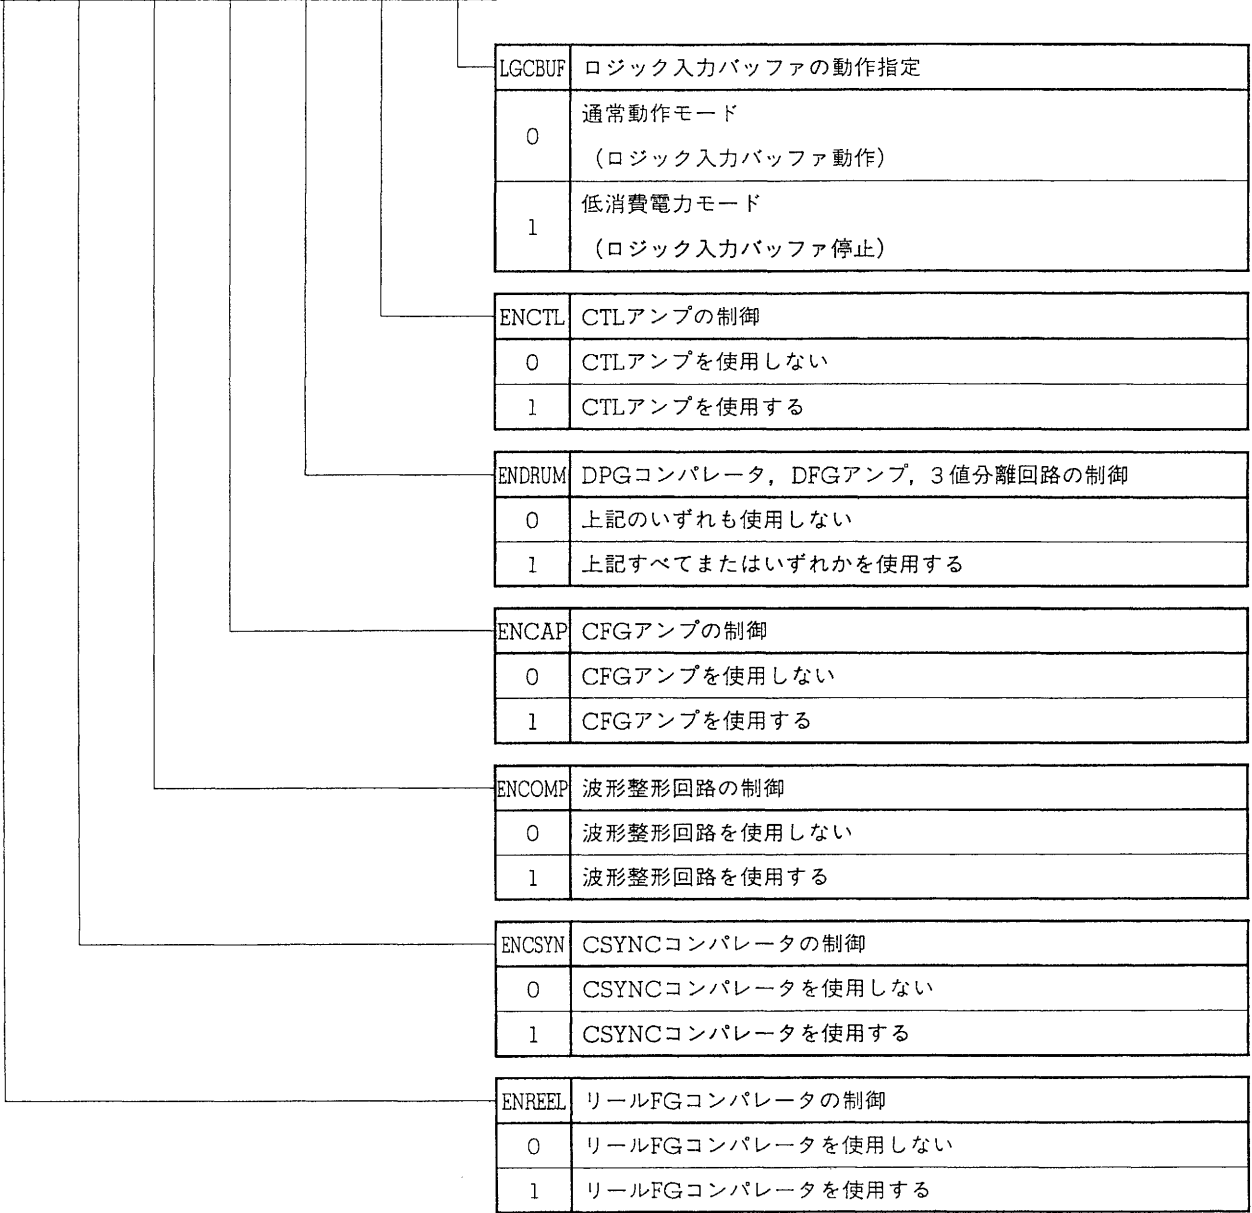 LGCBUF ロジック入力バッファの動作指定
0 通常動作モード
（ロジック入力バッファ動作）
1 低消費電力モード
（ロジック入力バッファ停止）
ENCTL CTLアンプの制御
0 CTLアンプを使用しない
1 CTLアンプを使用する
ENDRUM DPGコンパレータ，DFGアンプ，3値分離回路の制御
0 上記のいずれも使用しない
1 上記すべてまたはいずれかを使用する
ENCAP CFGアンプの制御
0 CFGアンプを使用しない
1 CFGアンプを使用する
ENCOMP 波形整形回路の制御
0 波形整形回路を使用しない
1 波形整形回路を使用する
ENCSYN CSYNCコンパレータの制御
0 CSYNCコンパレータを使用しない
1 CSYNCコンパレータを使用する
ENREEL リールFGコンパレータの制御
0 リールFGコンパレータを使用しない
1 リールFGコンパレータを使用する